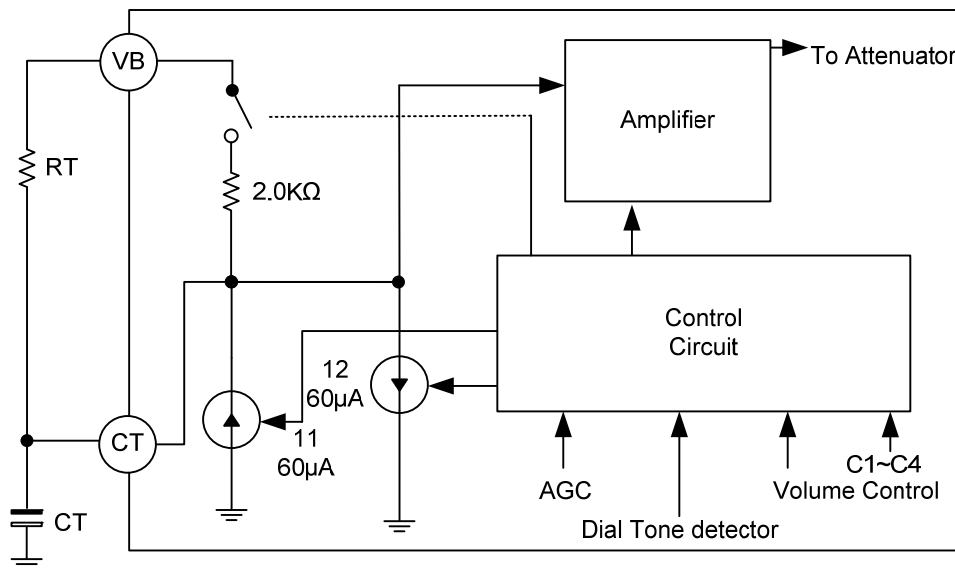 VB
To Attenuator
Amplifier
RT
2.0KΩ
Control
Circuit
12
60µA
11
60µA
CT
AGC
C1~C4
Volume Control
Dial Tone detector
CT